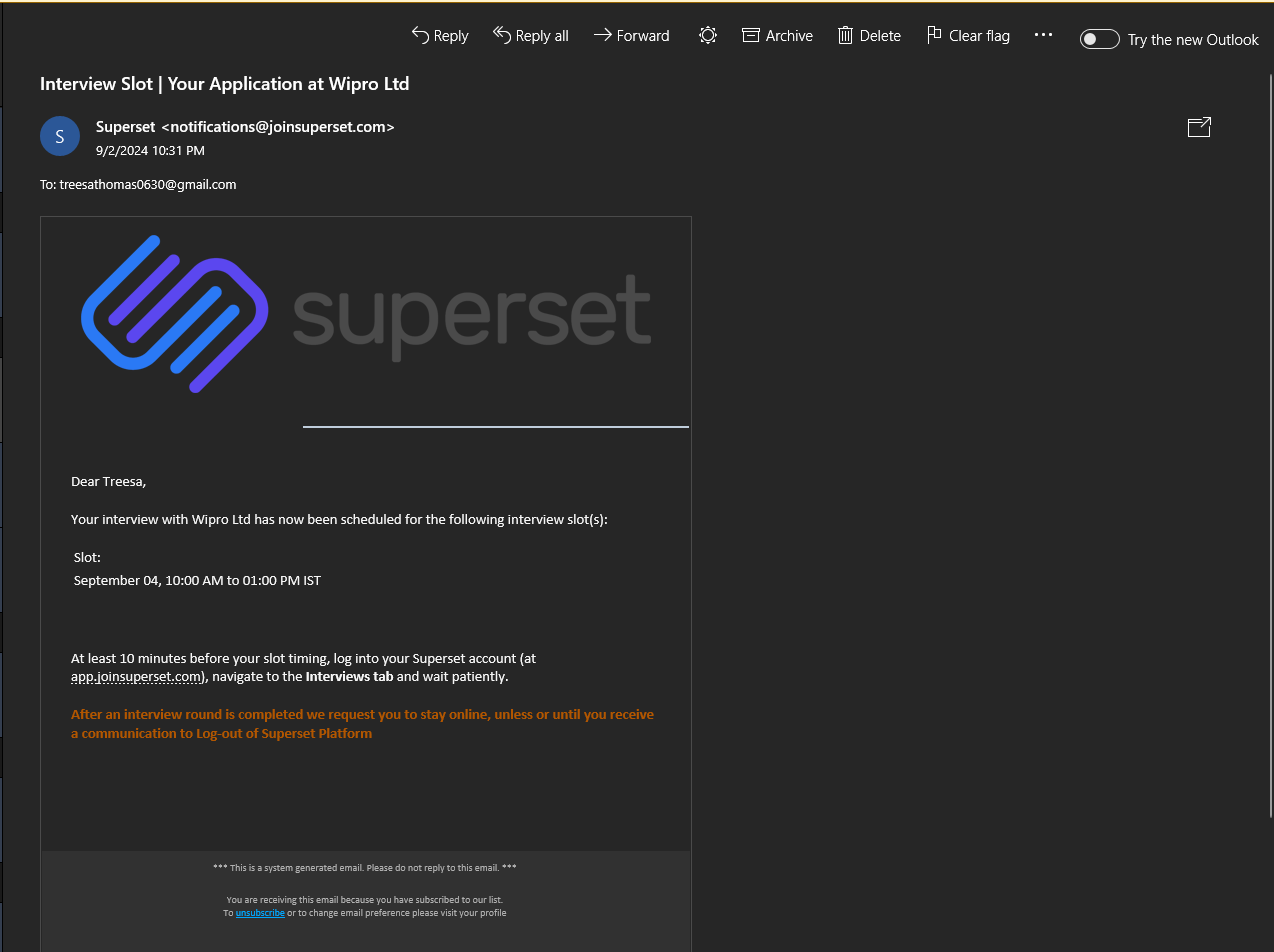 Reply Reply all Forward Archive Delete Clear flag ... Try the new Outlook
Interview Slot | Your Application at Wipro Ltd
S
Superset <notifications@joinsuperset.com>
9/2/2024 10:31 PM
To: treesathomas0630@gmail.com
superset
Dear Treesa,
Your interview with Wipro Ltd has now been scheduled for the following interview slot(s):
Slot:
September 04, 10:00 AM to 01:00 PM IST
At least 10 minutes before your slot timing, log into your Superset account (at
app.joinsuperset.com), navigate to the Interviews tab and wait patiently.
After an interview round is completed we request you to stay online, unless or until you receive
a communication to Log-out of Superset Platform
*** This is a system generated email. Please do not reply to this email. ***
You are receiving this email because you have subscribed to our list.
To unsubscribe or to change email preference please visit your profile